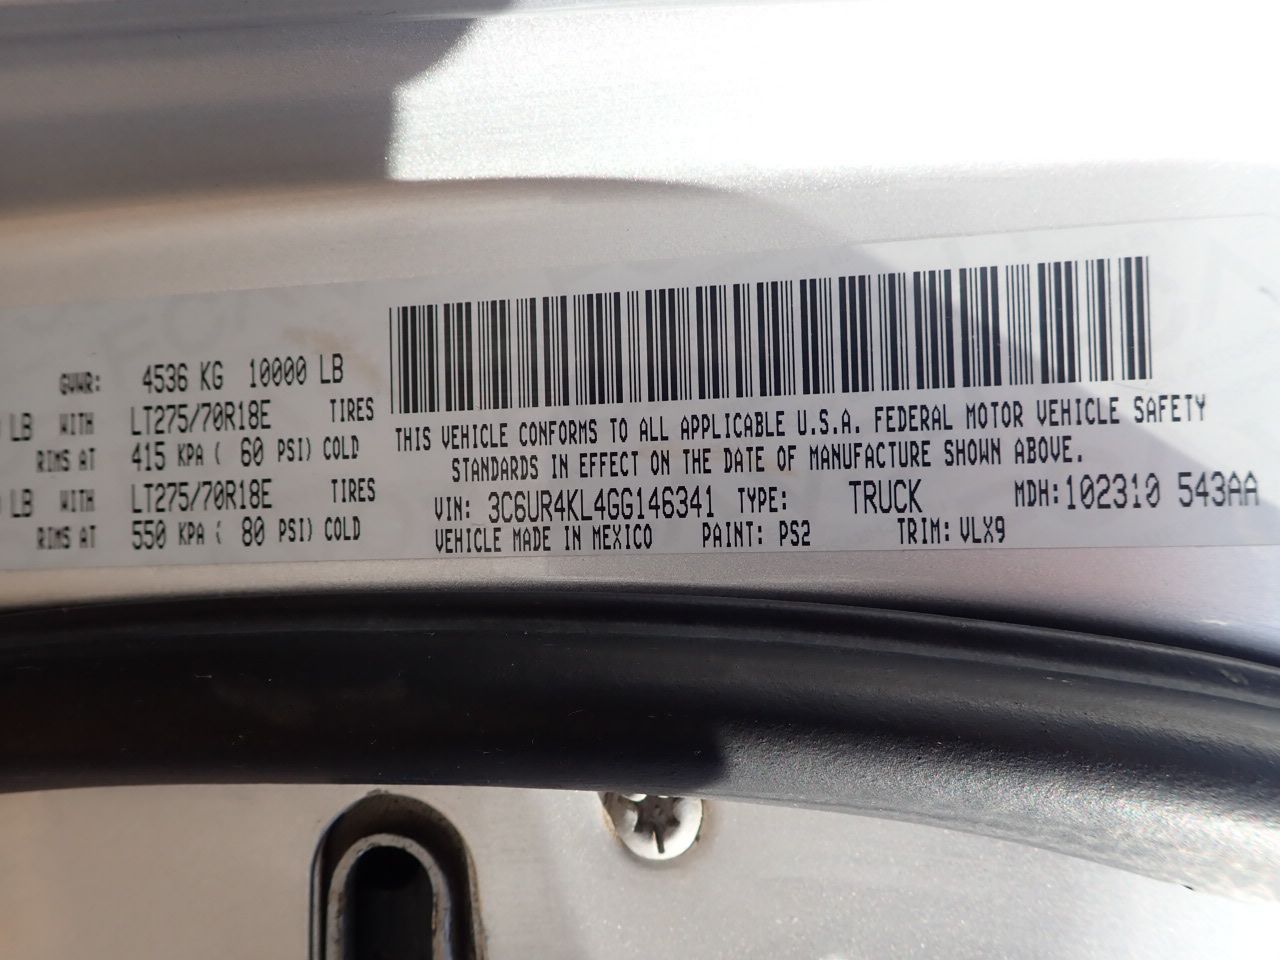 GVWR: 4536 KG 10000 LB
LB WITH LT275/70R18E TIRES
RIMS AT 415 KPA ( 60 PSI) COLD
LB WITH LT275/70R18E TIRES
RIMS AT 550 KPA ( 80 PSI) COLD
THIS VEHICLE CONFORMS TO ALL APPLICABLE U.S.A. FEDERAL MOTOR VEHICLE SAFETY
STANDARDS IN EFFECT ON THE DATE OF MANUFACTURE SHOWN ABOVE.
VIN: 3C6UR4KL4GG146341 TYPE: TRUCK MDH:102310 543AA
VEHICLE MADE IN MEXICO PAINT: PS2 TRIM: VLX9